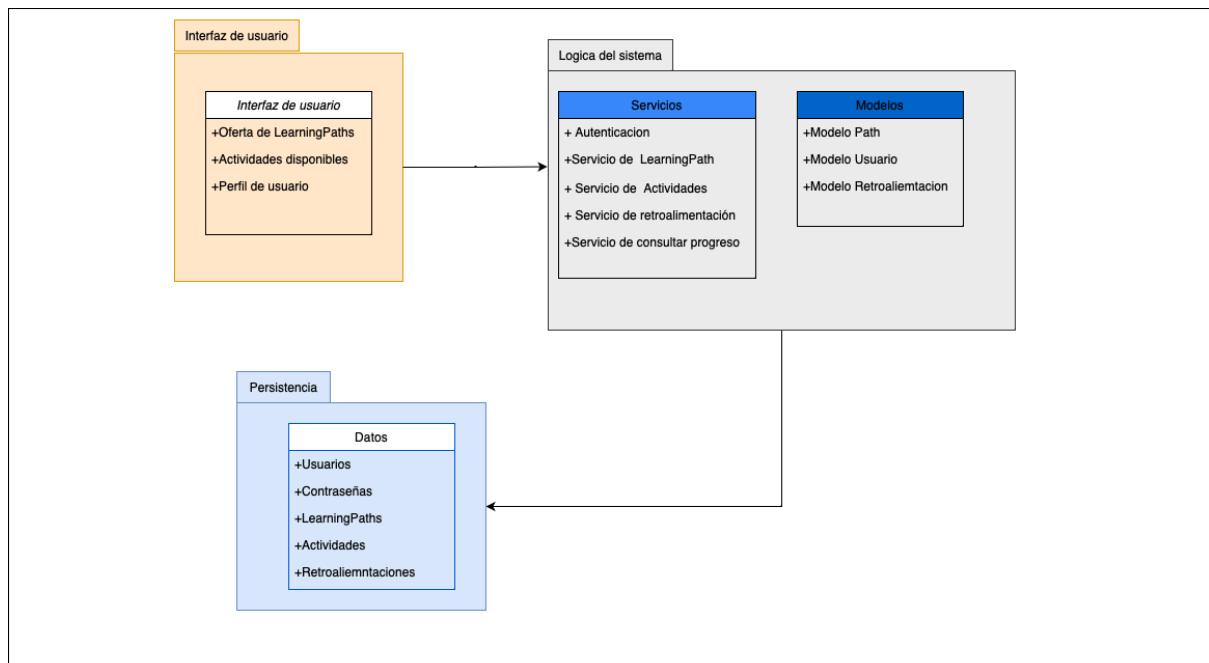 Interfaz de usuario
Interfaz de usuario
+Oferta de LearningPaths
+Actividades disponibles
+Perfil de usuario
Logica del sistema
Servicios
+ Autenticacion
+Servicio de LearningPath
+ Servicio de Actividades
+ Servicio de retroalimentación
+Servicio de consultar progreso
Modelos
+Modelo Path
+Modelo Usuario
+Modelo Retroaliemtacion
Persistencia
Datos
+Usuarios
+Contraseñas
+LearningPaths
+Actividades
+Retroaliemntaciones